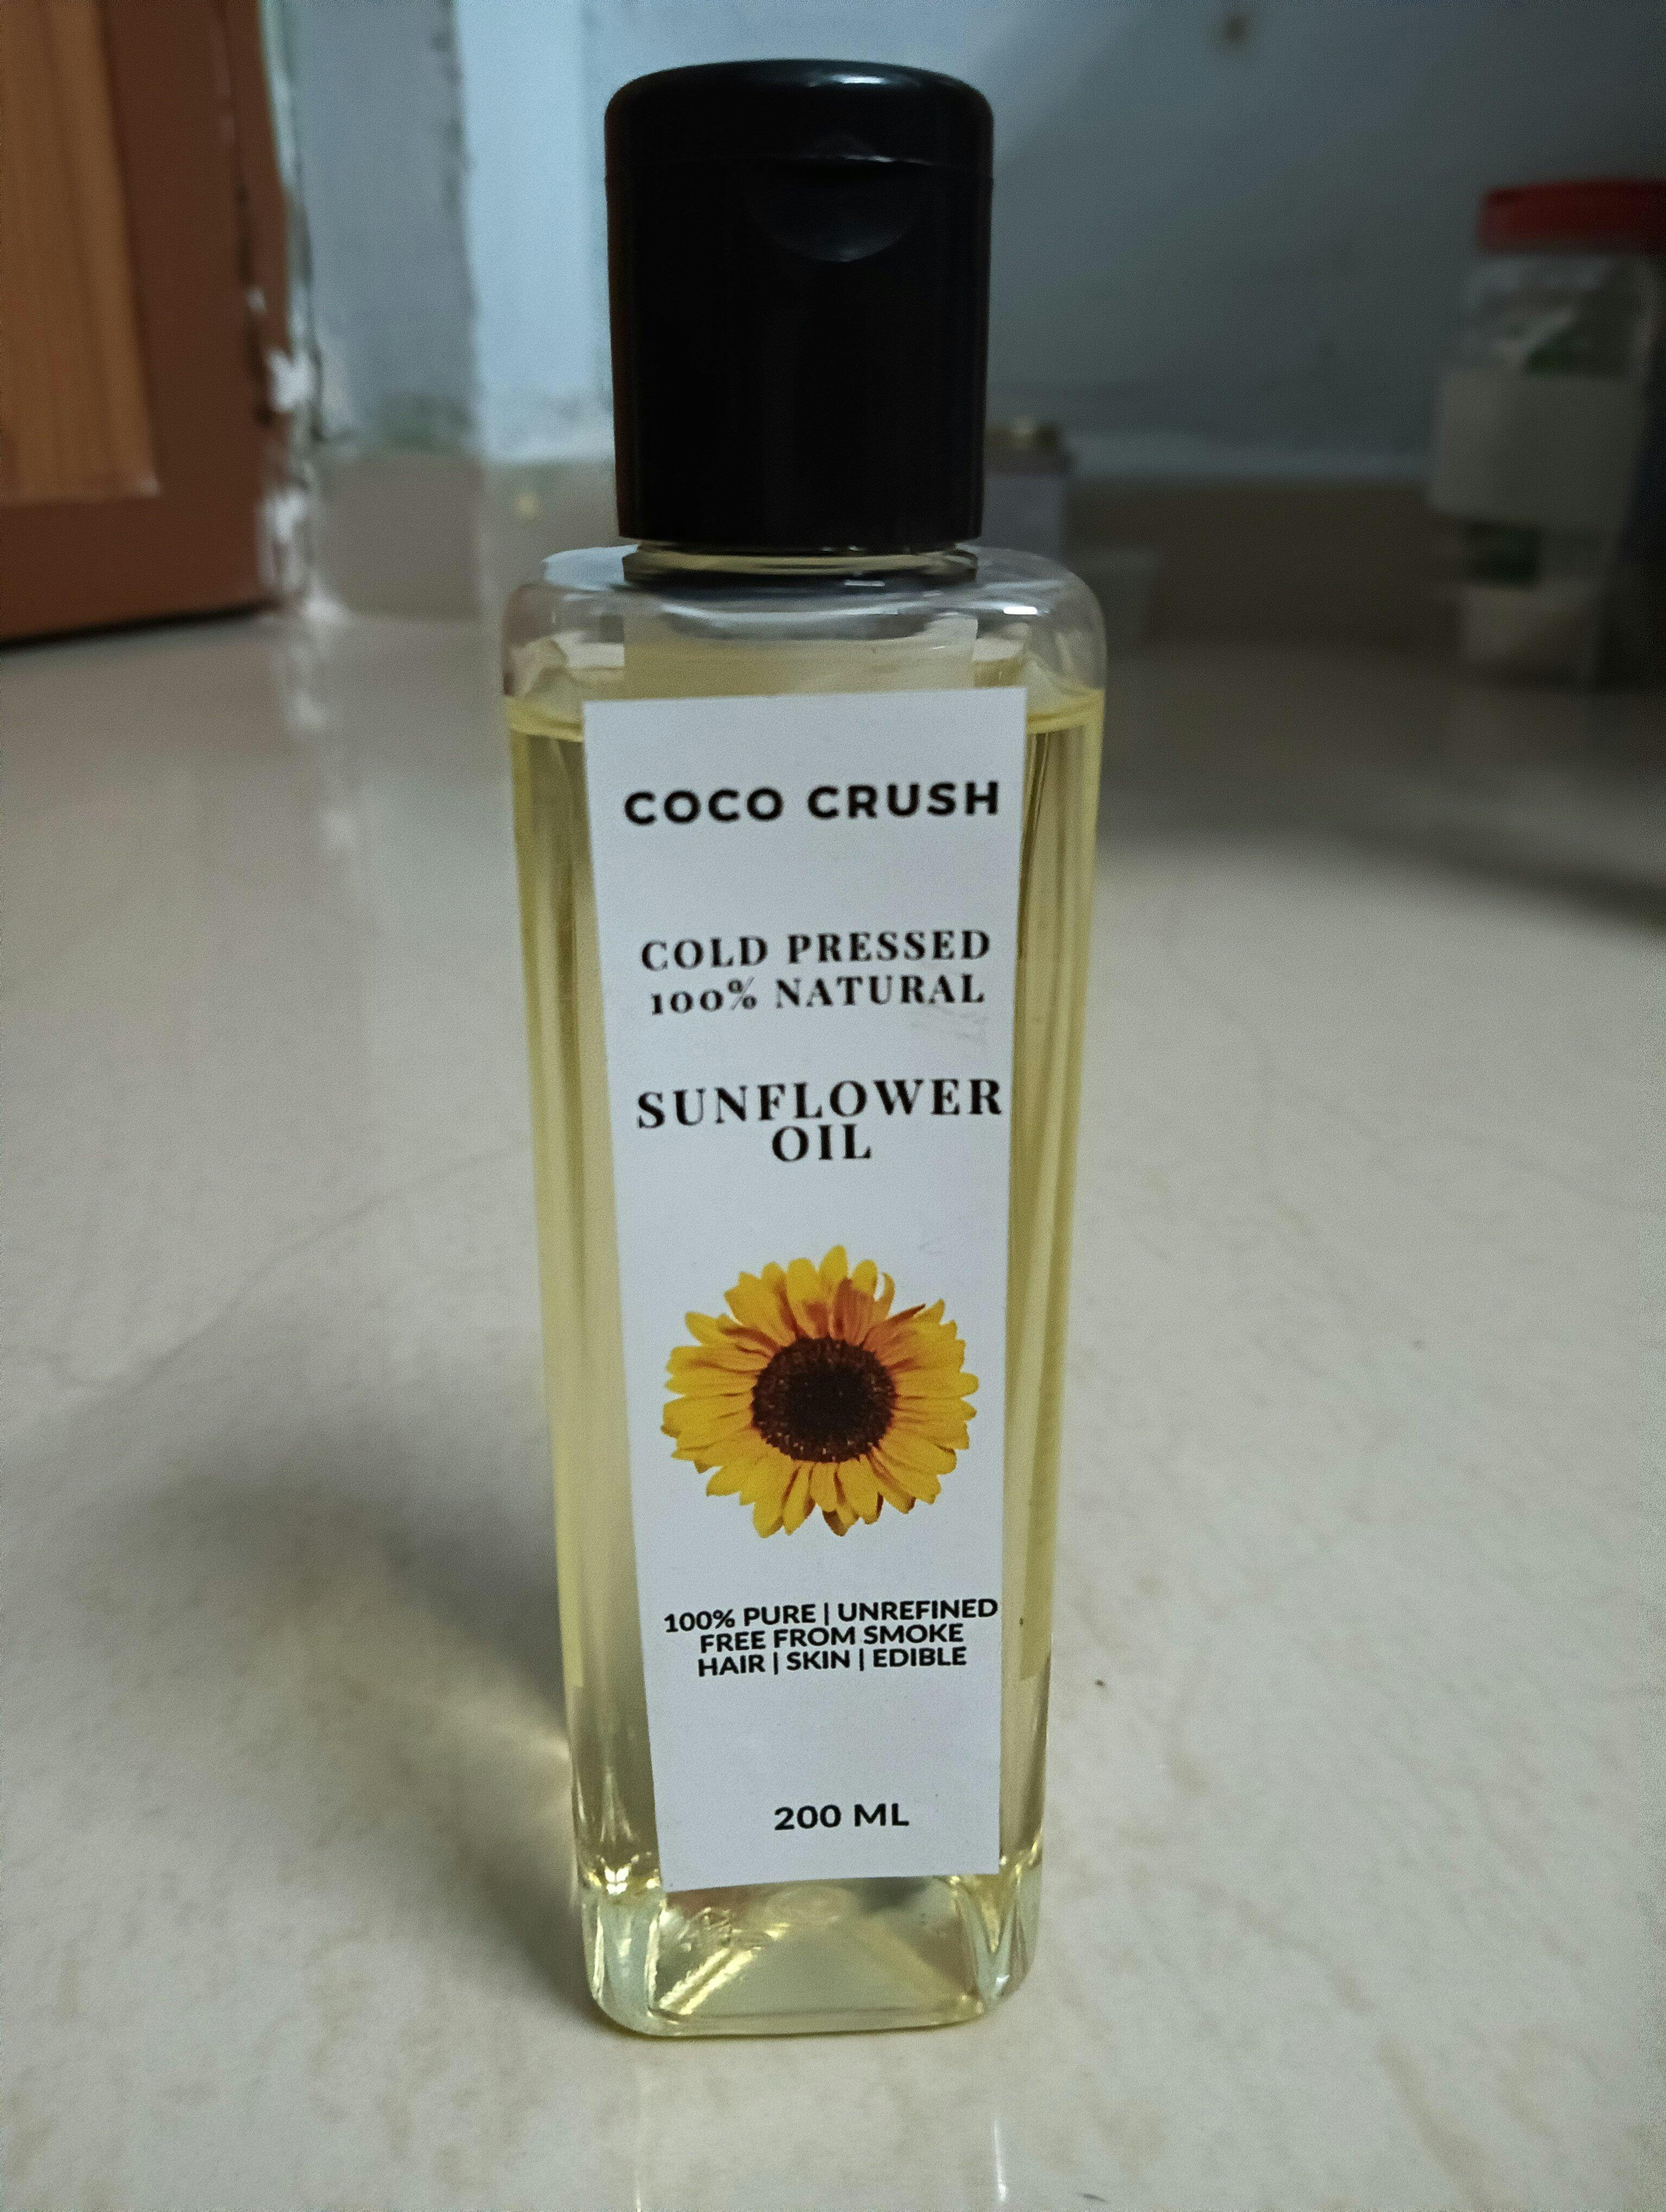 COCO CRUSH
COLD PRESSED
100% NATURAL
SUNFLOWER
OIL
100% PURE | UNREFINED
FREE FROM SMOKE
HAIR | SKIN | EDIBLE
200 ML